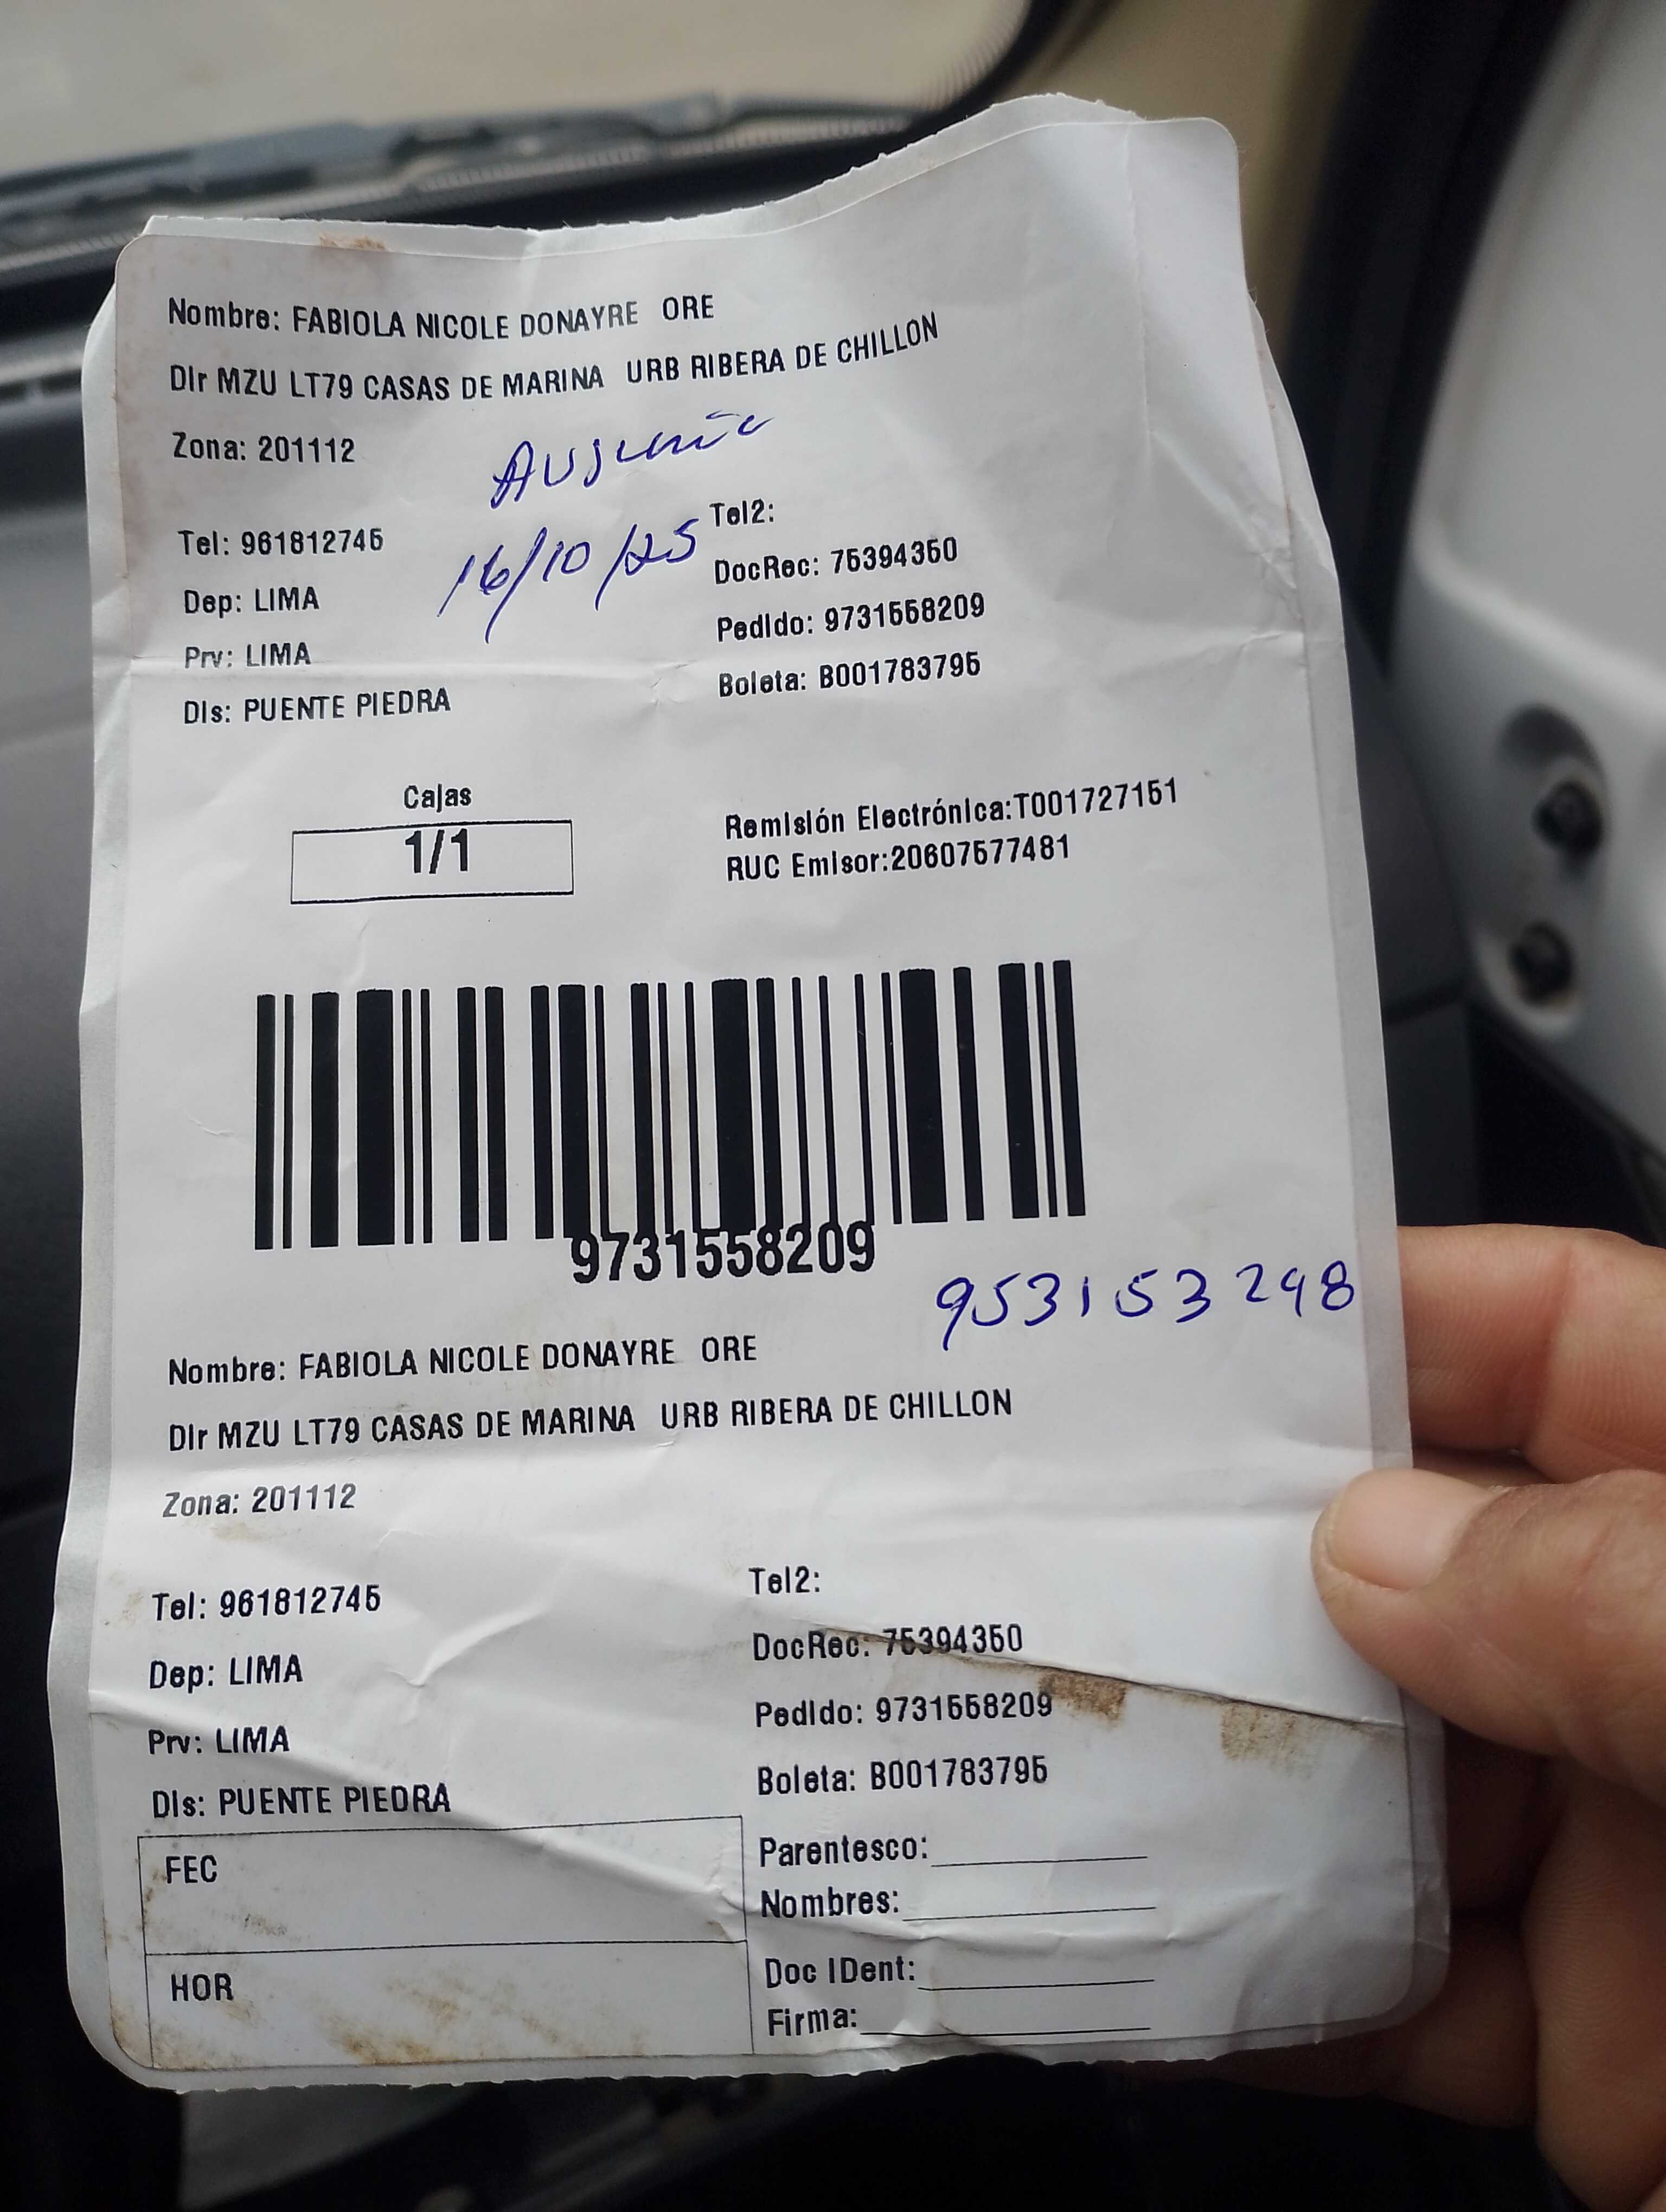 Nombre: FABIOLA NICOLE DONAYRE ORE
Dir MZU LT79 CASAS DE MARINA URB RIBERA DE CHILLON
Zona: 201112
Tel: 961812745
16/10/25
Tel2:
Dep: LIMA
DocRec: 75394350
Prv: LIMA
Pedido: 9731558209
Dis: PUENTE PIEDRA
Boleta: B001783795
Cajas
1/1
Remisión Electrónica:T001727151
RUC Emisor:20607577481
9731558209
953153298
Nombre: FABIOLA NICOLE DONAYRE ORE
Dir MZU LT79 CASAS DE MARINA URB RIBERA DE CHILLON
Zona: 201112
Tel: 961812745
Tel2:
Dep: LIMA
DocRec: 75394350
Prv: LIMA
Pedido: 9731558209
Dis: PUENTE PIEDRA
Boleta: B001783795
FEC
Parentesco:
Nombres:
HOR
Doc IDent:
Firma: